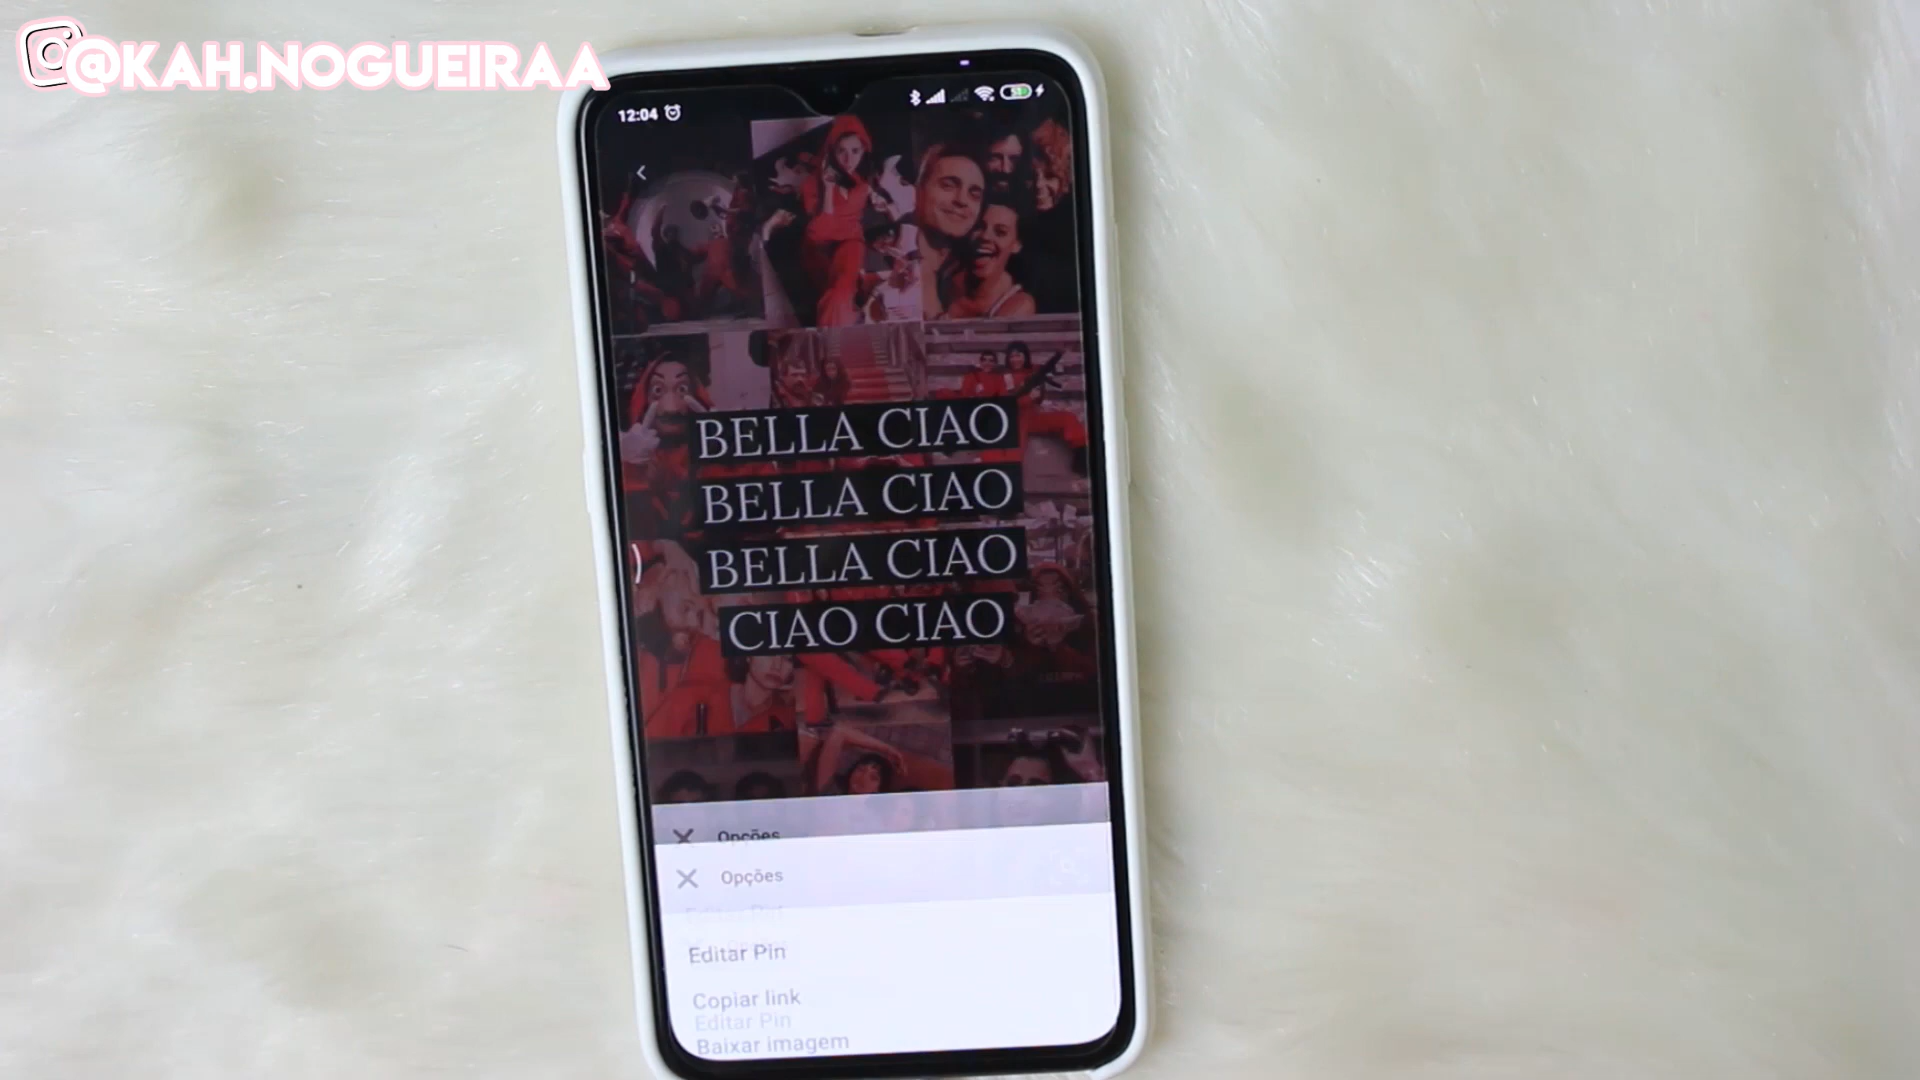 @KAH.NOGUEIRAA
12:04
BELLA CIAO
BELLA CIAO
BELLA CIAO
CIAO CIAO
Opções
Opções
Editar Pin
Copiar link
Editar Pin
Baixar imagem